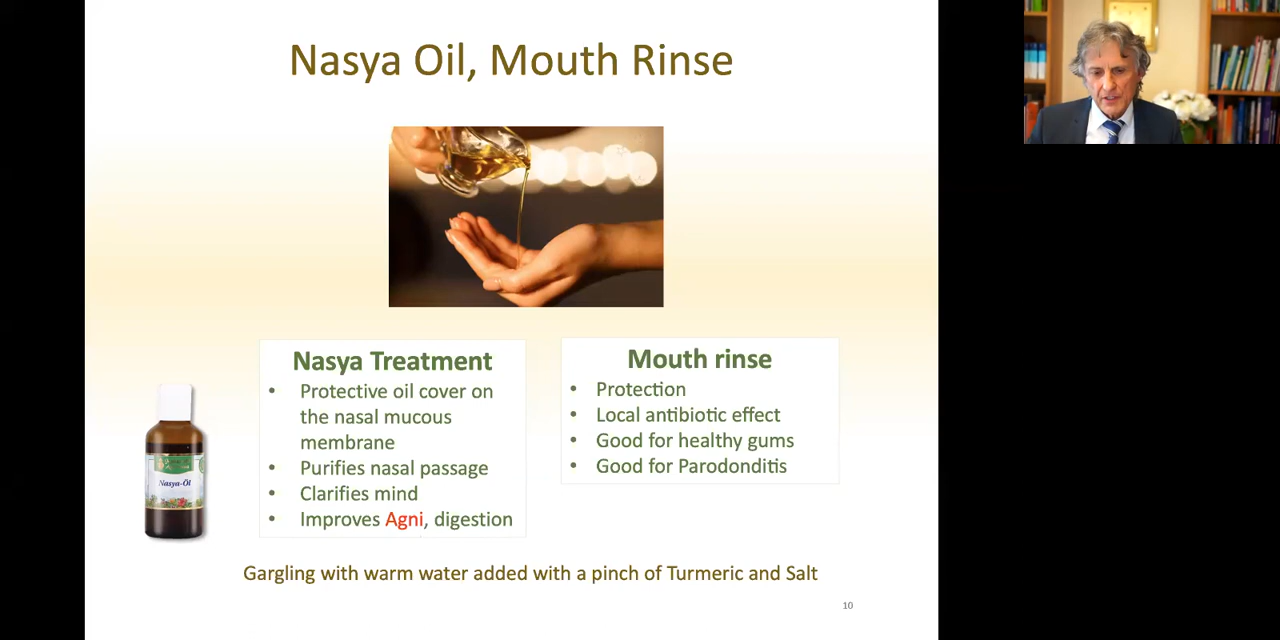 Nasya Oil, Mouth Rinse
Nasya Treatment
• Protective oil cover on
the nasal mucous
membrane
• Purifies nasal passage
• Clarifies mind
• Improves Agni, digestion
Mouth rinse
• Protection
• Local antibiotic effect
• Good for healthy gums
• Good for Parodonditis
Nasya-Öl
Gargling with warm water added with a pinch of Turmeric and Salt
10